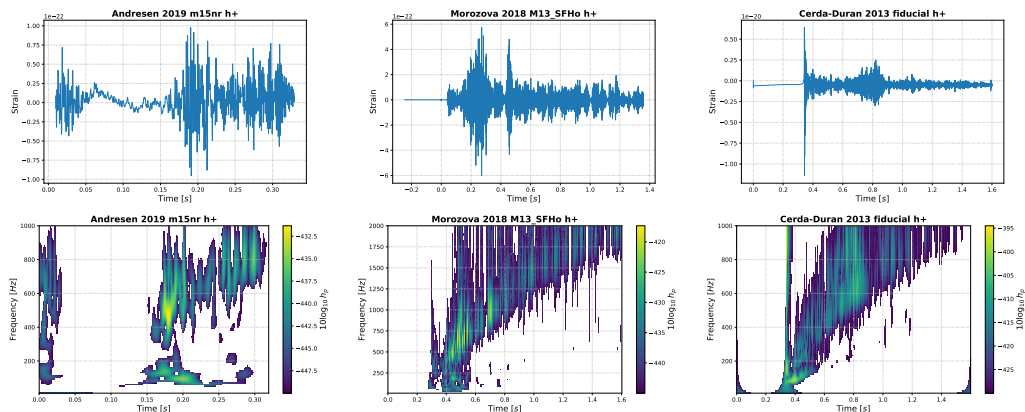 Andresen 2019 m15nr h+
1e−22
1.00
0.75
0.50
0.25
0.00
−0.25
−0.50
−0.75
−1.00
Strain
0.00 0.05 0.10 0.15 0.20 0.25 0.30
Time [s]
Morozova 2018 M13_SFHo h+
1e−22
6
4
2
0
−2
−4
−6
Strain
−0.2 0.0 0.2 0.4 0.6 0.8 1.0 1.2 1.4
Time [s]
Cerda-Duran 2013 fiducial h+
1e−20
0.50
0.25
0.00
−0.25
−0.50
−0.75
−1.00
Strain
0.0 0.2 0.4 0.6 0.8 1.0 1.2 1.4 1.6
Time [s]
Andresen 2019 m15nr h+
1000
800
600
400
200
Frequency [Hz]
0.00 0.05 0.10 0.15 0.20 0.25 0.30
Time [s]
−432.5
−435.0
−437.5
−440.0
−442.5
−445.0
−447.5
10log₁₀ hₚ
Morozova 2018 M13_SFHo h+
2000
1750
1500
1250
1000
750
500
250
Frequency [Hz]
0.0 0.2 0.4 0.6 0.8 1.0 1.2 1.4 1.6
Time [s]
−420
−425
−430
−435
−440
10log₁₀ hₚ
Cerda-Duran 2013 fiducial h+
1000
800
600
400
200
Frequency [Hz]
0.0 0.2 0.4 0.6 0.8 1.0 1.2 1.4
Time [s]
−395
−400
−405
−410
−415
−420
−425
10log₁₀ hₚ